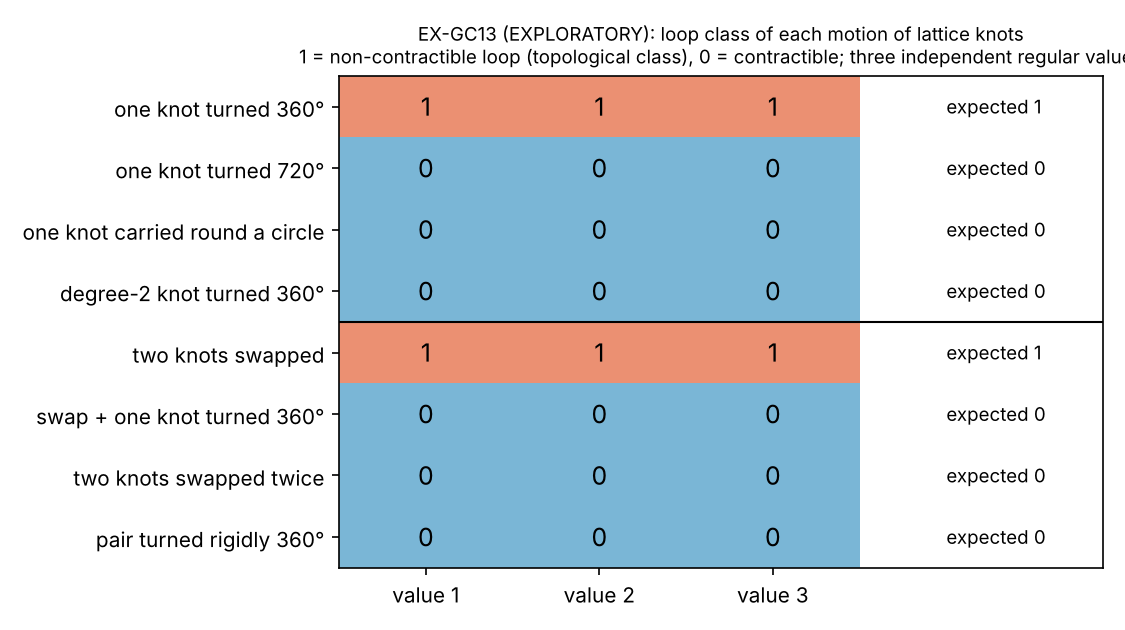 EX-GC13 (EXPLORATORY): loop class of each motion of lattice knots
1 = non-contractible loop (topological class), 0 = contractible; three independent regular value
one knot turned 360° 1 1 1 expected 1
one knot turned 720° 0 0 0 expected 0
one knot carried round a circle 0 0 0 expected 0
degree-2 knot turned 360° 0 0 0 expected 0
two knots swapped 1 1 1 expected 1
swap + one knot turned 360° 0 0 0 expected 0
two knots swapped twice 0 0 0 expected 0
pair turned rigidly 360° 0 0 0 expected 0
value 1 value 2 value 3